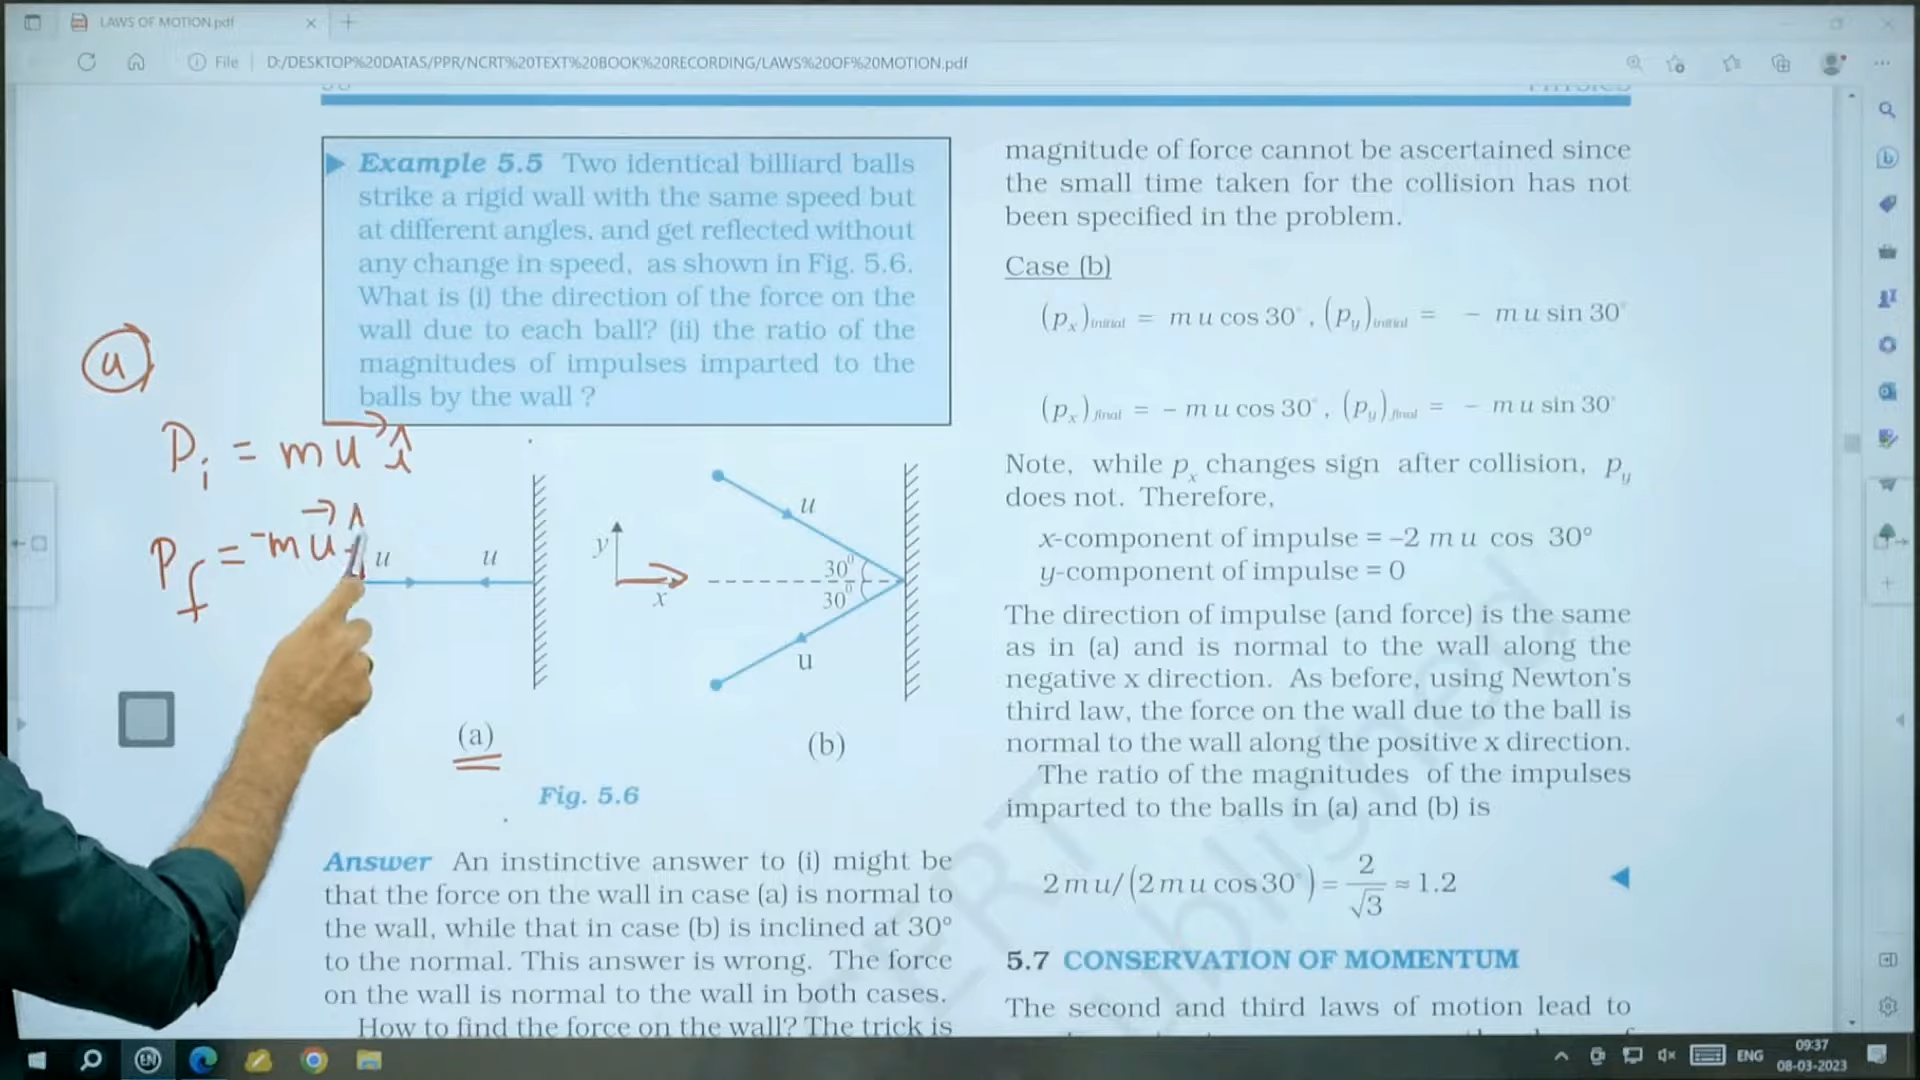 LAWS OF MOTION.pdf
File D:/DESKTOP%20DATAS/PPR/NCRT%20TEXT%20BOOK%20RECORDING/LAWS%20OF%20MOTION.pdf
PHYSICS
Example 5.5 Two identical billiard balls
strike a rigid wall with the same speed but
at different angles, and get reflected without
any change in speed, as shown in Fig. 5.6.
What is (i) the direction of the force on the
wall due to each ball? (ii) the ratio of the
magnitudes of impulses imparted to the
balls by the wall ?
u
P_i = m u⃗ î
P_f = -m u⃗
u u
y
x
u
30⁰
30⁰
u
(a)
(b)
Fig. 5.6
Answer An instinctive answer to (i) might be
that the force on the wall in case (a) is normal to
the wall, while that in case (b) is inclined at 30°
to the normal. This answer is wrong. The force
on the wall is normal to the wall in both cases.
How to find the force on the wall? The trick is
magnitude of force cannot be ascertained since
the small time taken for the collision has not
been specified in the problem.
Case (b)
(pₓ)initial = m u cos 30°, (p_y)initial = – m u sin 30°
(pₓ)final = – m u cos 30°, (p_y)final = – m u sin 30°
Note, while pₓ changes sign after collision, p_y
does not. Therefore,
x-component of impulse = –2 m u cos 30°
y-component of impulse = 0
The direction of impulse (and force) is the same
as in (a) and is normal to the wall along the
negative x direction. As before, using Newton's
third law, the force on the wall due to the ball is
normal to the wall along the positive x direction.
The ratio of the magnitudes of the impulses
imparted to the balls in (a) and (b) is
2 m u/(2 m u cos 30°) = 2/√3 ≈ 1.2
5.7 CONSERVATION OF MOMENTUM
The second and third laws of motion lead to
ENG
09:37
08-03-2023